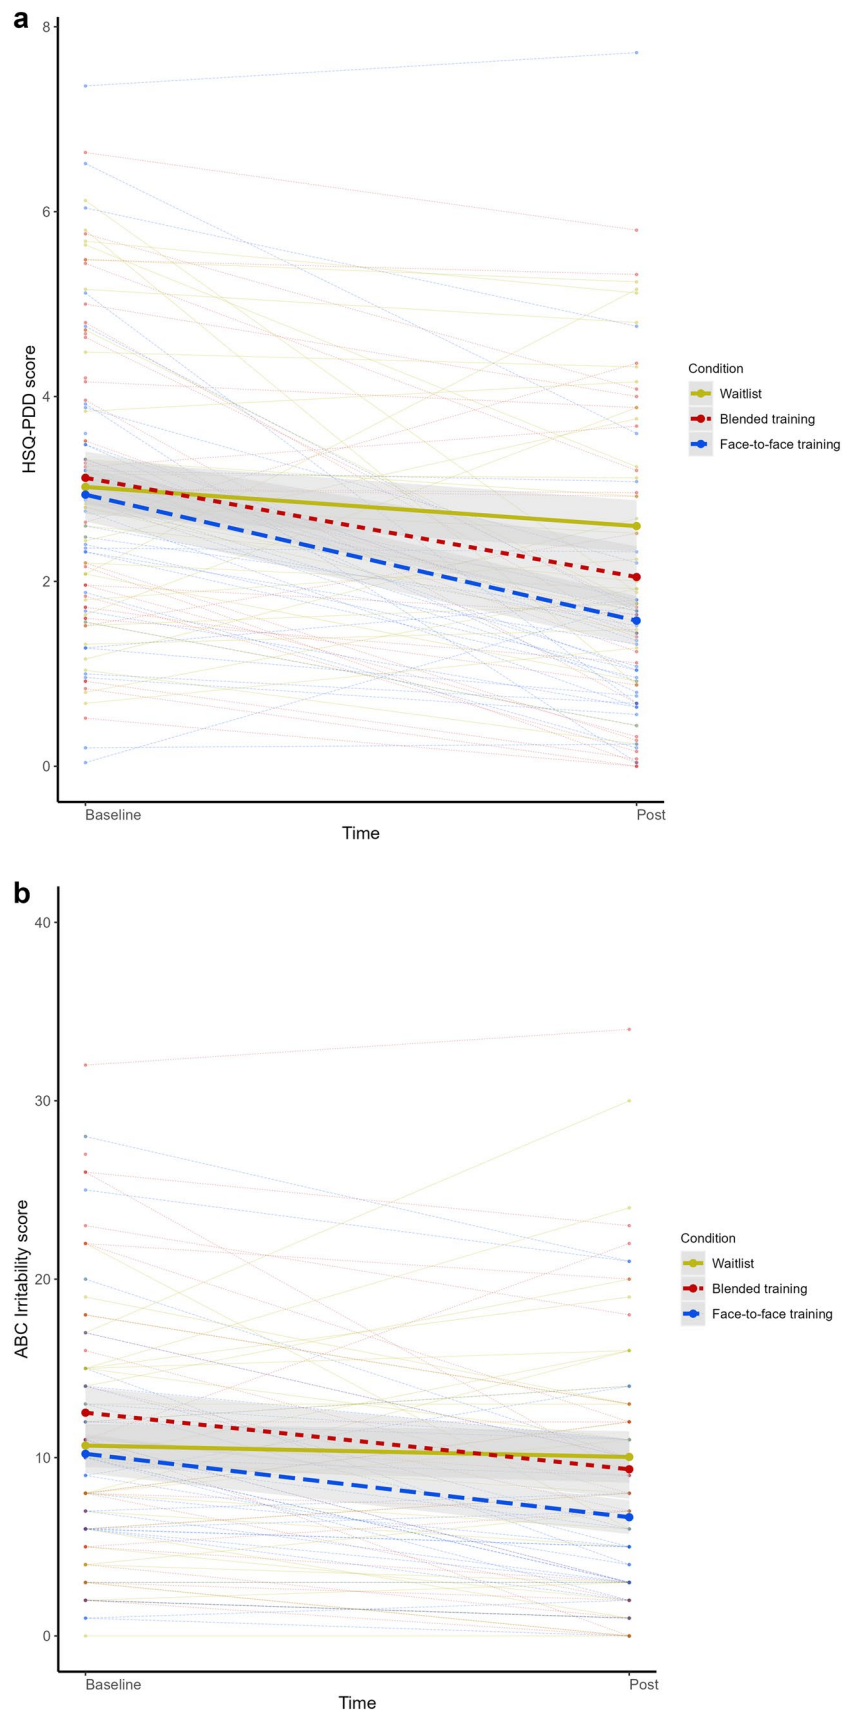 a
8
6
4
2
0
HSQ-PDD score
Baseline
Post
Time
Condition
Waitlist
Blended training
Face-to-face training
b
40
30
20
10
0
ABC Irritability score
Baseline
Post
Time
Condition
Waitlist
Blended training
Face-to-face training